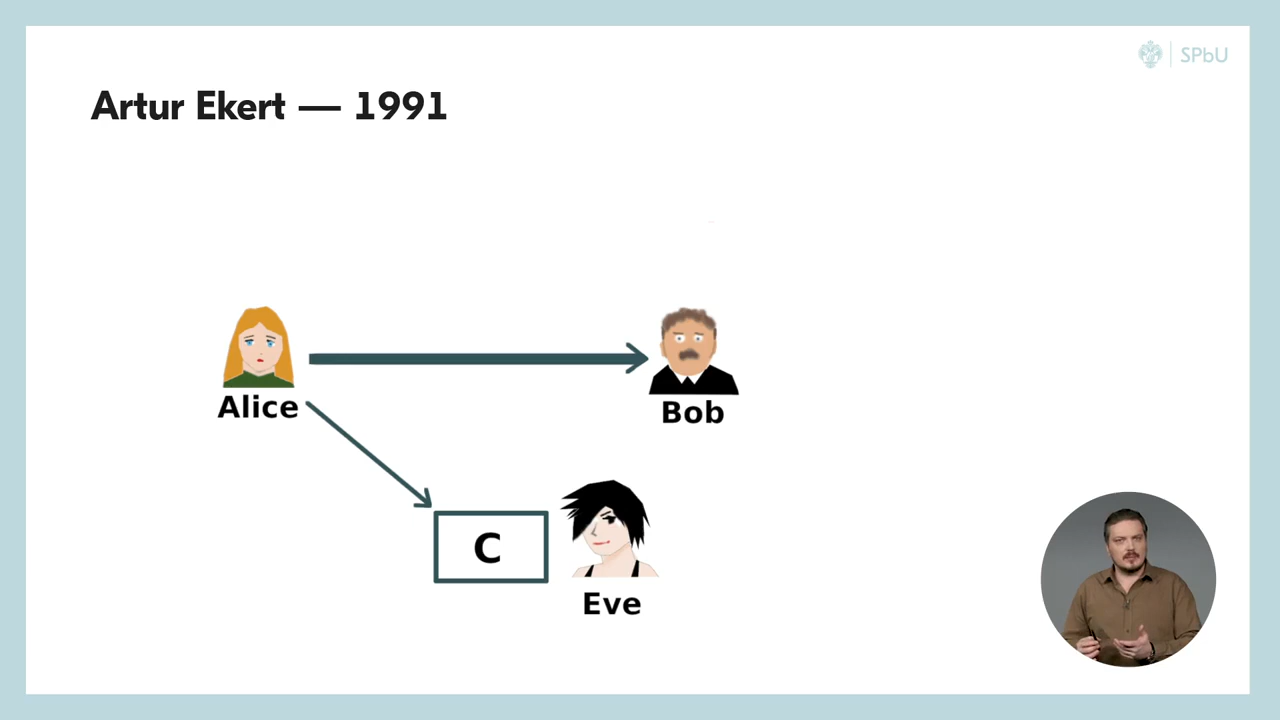 SPbU
Artur Ekert — 1991
Alice
Bob
C
Eve